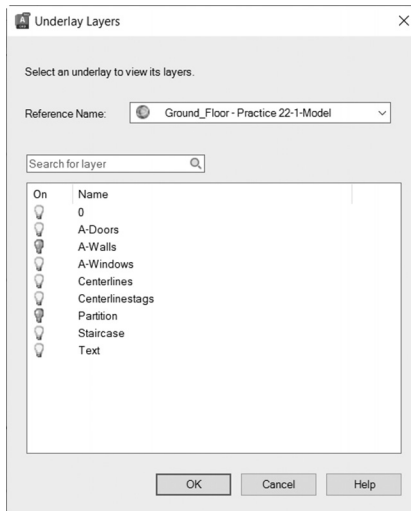 Underlay Layers
Select an underlay to view its layers.
Reference Name: Ground_Floor - Practice 22-1-Model
Search for layer
On Name
0
A-Doors
A-Walls
A-Windows
Centerlines
Centerlinestags
Partition
Staircase
Text
OK Cancel Help